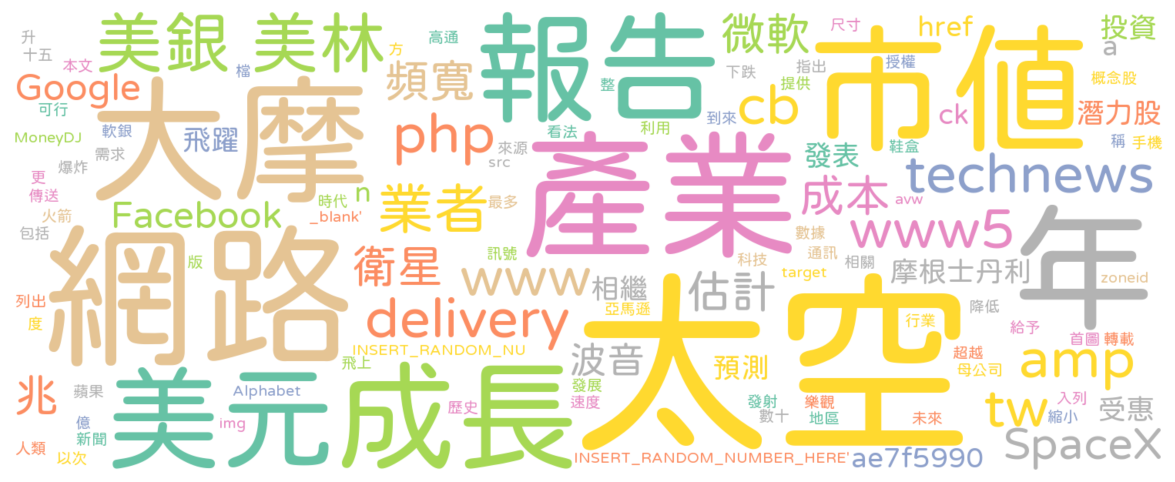 升
十五
本文
美銀
美林
方
高通
報告
微軟
尺寸
href
投資
a
市值
授權
概念股
Google
檔
頻寬
整
下跌
指出
提供
cb
ck
潛力股
可行
大摩
MoneyDJ
軟銀
飛躍
php
看法
利用
到來
鞋盒
稱
手機
需求
爆炸
來源
src
產業
發表
technews
更
傳送
時代
n
業者
最多
成本
avw
火箭
Facebook
_blank'
www5
年
包括
網路
版
衛星
訊號
www
科技
數據
通訊
相關
摩根士丹利
target
zoneid
相繼
估計
列出
度
delivery
亞馬遜
太空
行業
降低
給予
首圖
轉載
INSERT_RANDOM_NU
飛上
波音
預測
超越
母公司
amp
兆
蘋果
美元
Alphabet
成長
發展
速度
歷史
發射
數十
樂觀
地區
未來
tw
入列
縮小
受惠
億
新聞
img
人類
以次
INSERT_RANDOM_NUMBER_HERE'
ae7f5990
SpaceX